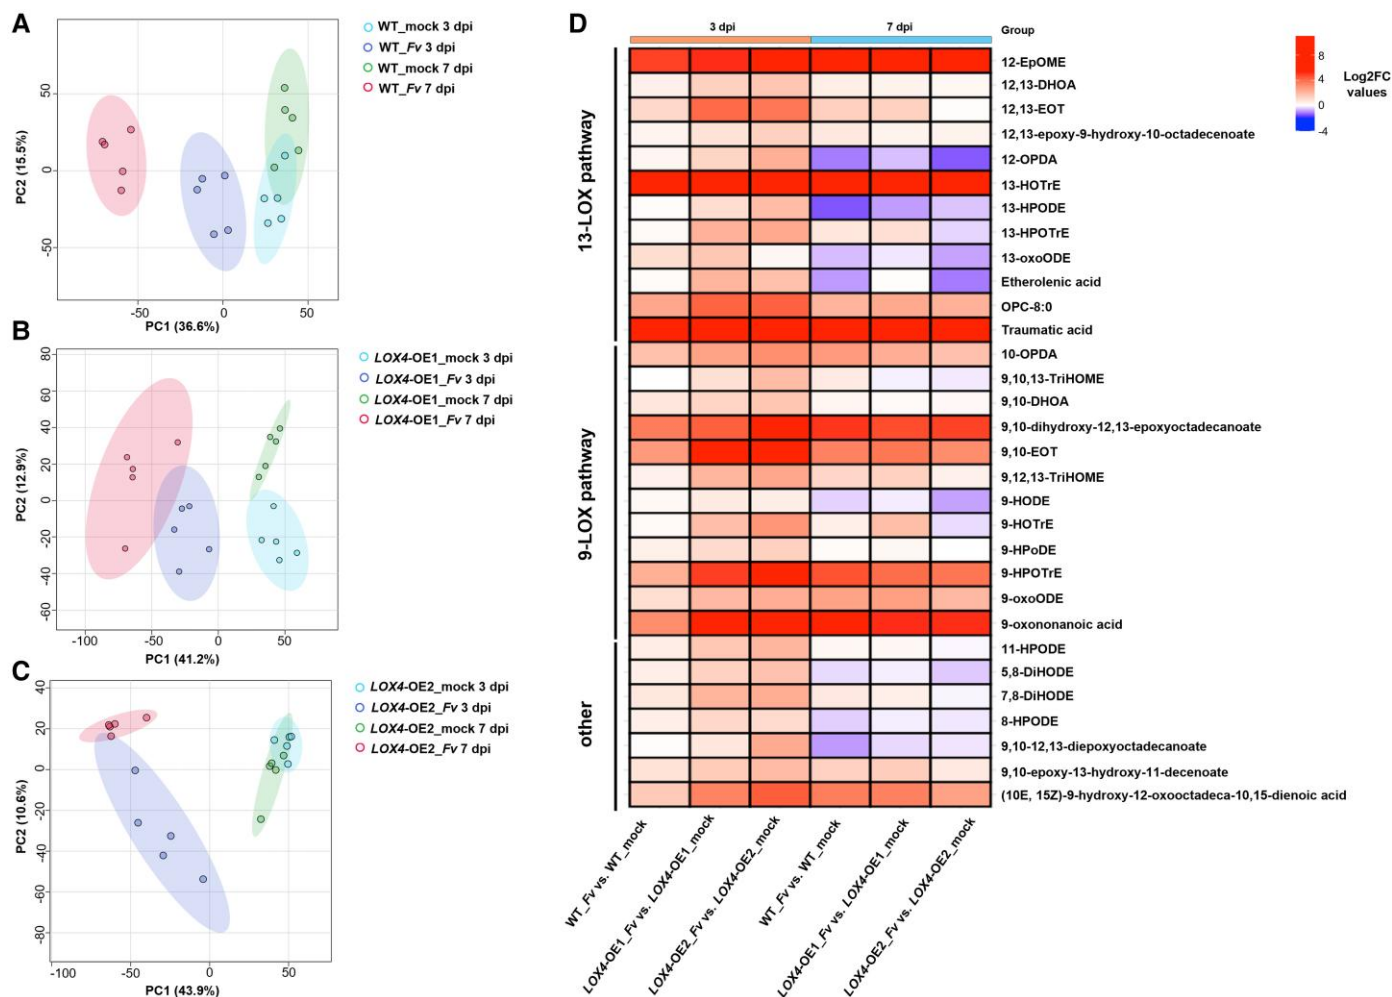 A
50
0
-50
PC2 (15.5%)
-50
0
50
PC1 (36.6%)
WT_mock 3 dpi
WT_Fv 3 dpi
WT_mock 7 dpi
WT_Fv 7 dpi
B
80
60
40
20
0
-20
-40
-60
PC2 (12.9%)
-100
-50
0
50
PC1 (41.2%)
LOX4-OE1_mock 3 dpi
LOX4-OE1_Fv 3 dpi
LOX4-OE1_mock 7 dpi
LOX4-OE1_Fv 7 dpi
C
40
20
0
-20
-40
-60
-80
PC2 (10.6%)
-100
-50
0
50
PC1 (43.9%)
LOX4-OE2_mock 3 dpi
LOX4-OE2_Fv 3 dpi
LOX4-OE2_mock 7 dpi
LOX4-OE2_Fv 7 dpi
D
3 dpi
7 dpi
Group
13-LOX pathway
12-EpOME
12,13-DHOA
12,13-EOT
12,13-epoxy-9-hydroxy-10-octadecenoate
12-OPDA
13-HOTrE
13-HPODE
13-HPOTrE
13-oxoODE
Etherolenic acid
OPC-8:0
Traumatic acid
9-LOX pathway
10-OPDA
9,10,13-TriHOME
9,10-DHOA
9,10-dihydroxy-12,13-epoxyoctadecanoate
9,10-EOT
9,12,13-TriHOME
9-HODE
9-HOTrE
9-HPoDE
9-HPOTrE
9-oxoODE
9-oxononanoic acid
other
11-HPODE
5,8-DiHODE
7,8-DiHODE
8-HPODE
9,10-12,13-diepoxyoctadecanoate
9,10-epoxy-13-hydroxy-11-decenoate
(10E, 15Z)-9-hydroxy-12-oxooctadeca-10,15-dienoic acid
WT_Fv vs. WT_mock
LOX4-OE1_Fv vs. LOX4-OE1_mock
LOX4-OE2_Fv vs. LOX4-OE2_mock
WT_Fv vs. WT_mock
LOX4-OE1_Fv vs. LOX4-OE1_mock
LOX4-OE2_Fv vs. LOX4-OE2_mock
8
4
0
-4
Log2FC
values